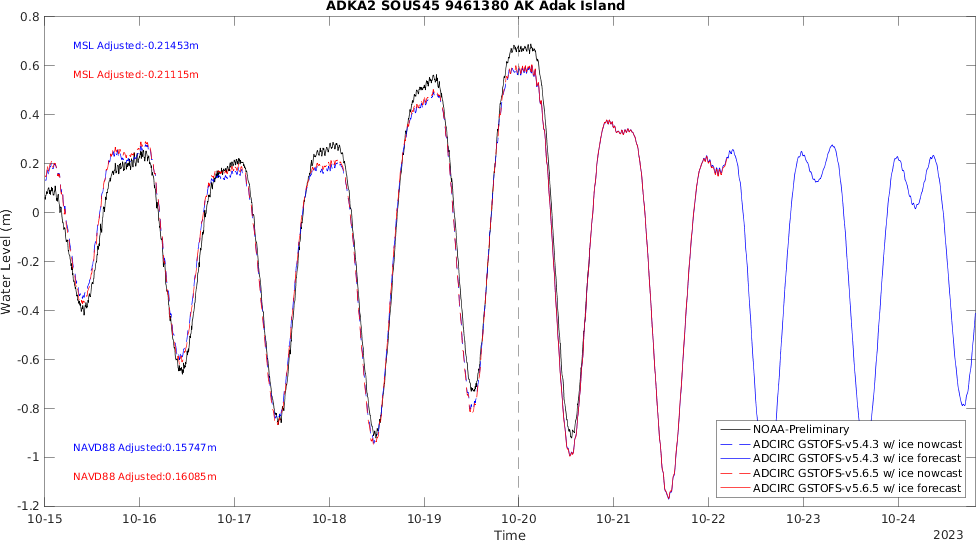 ADKA2 SOUS45 9461380 AK Adak Island
0.8
0.6
0.4
0.2
0
-0.2
-0.4
-0.6
-0.8
-1
-1.2
Water Level (m)
MSL Adjusted:-0.21453m
MSL Adjusted:-0.21115m
NAVD88 Adjusted:0.15747m
NAVD88 Adjusted:0.16085m
NOAA-Preliminary
ADCIRC GSTOFS-v5.4.3 w/ ice nowcast
ADCIRC GSTOFS-v5.4.3 w/ ice forecast
ADCIRC GSTOFS-v5.6.5 w/ ice nowcast
ADCIRC GSTOFS-v5.6.5 w/ ice forecast
10-15 10-16 10-17 10-18 10-19 10-20 10-21 10-22 10-23 10-24
Time
2023